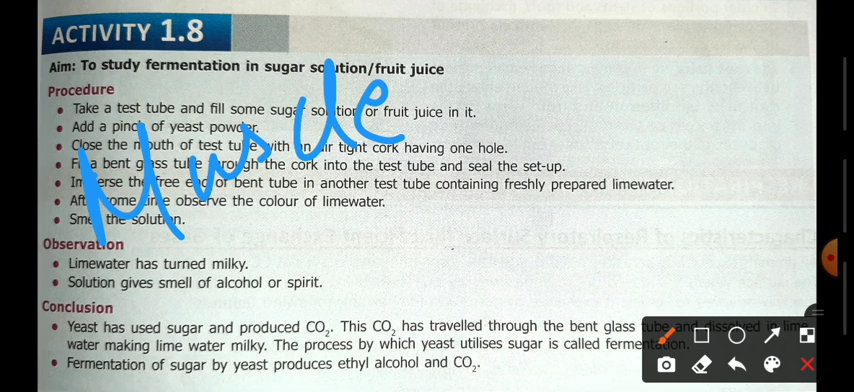 ACTIVITY 1.8
Aim: To study fermentation in sugar solution/fruit juice
Procedure
• Take a test tube and fill some sugar solution or fruit juice in it.
• Add a pinch of yeast powder.
• Close the mouth of test tube with an air tight cork having one hole.
• Fit a bent glass tube through the cork into the test tube and seal the set-up.
• Immerse the free end of bent tube in another test tube containing freshly prepared limewater.
• After some time observe the colour of limewater.
• Smell the solution.
Muscle
Observation
• Limewater has turned milky.
• Solution gives smell of alcohol or spirit.
Conclusion
• Yeast has used sugar and produced CO₂. This CO₂ has travelled through the bent glass tube and dissolved in lime
water making lime water milky. The process by which yeast utilises sugar is called fermentation.
• Fermentation of sugar by yeast produces ethyl alcohol and CO₂.